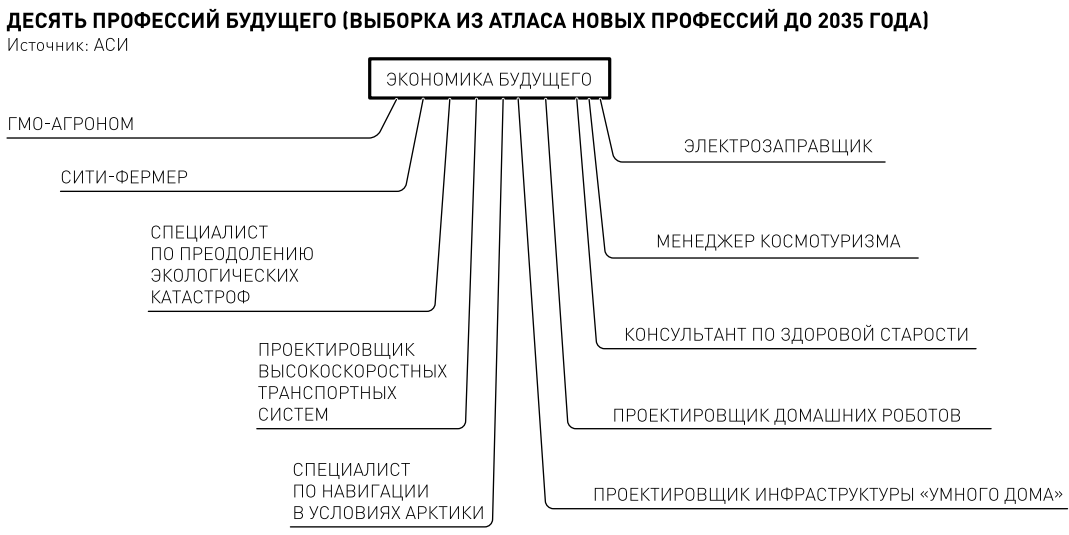 ДЕСЯТЬ ПРОФЕССИЙ БУДУЩЕГО (ВЫБОРКА ИЗ АТЛАСА НОВЫХ ПРОФЕССИЙ ДО 2035 ГОДА)
Источник: АСИ
ЭКОНОМИКА БУДУЩЕГО
ГМО-АГРОНОМ
СИТИ-ФЕРМЕР
СПЕЦИАЛИСТ
ПО ПРЕОДОЛЕНИЮ
ЭКОЛОГИЧЕСКИХ
КАТАСТРОФ
ПРОЕКТИРОВЩИК
ВЫСОКОСКОРОСТНЫХ
ТРАНСПОРТНЫХ
СИСТЕМ
СПЕЦИАЛИСТ
ПО НАВИГАЦИИ
В УСЛОВИЯХ АРКТИКИ
ЭЛЕКТРОЗАПРАВЩИК
МЕНЕДЖЕР КОСМОТУРИЗМА
КОНСУЛЬТАНТ ПО ЗДОРОВОЙ СТАРОСТИ
ПРОЕКТИРОВЩИК ДОМАШНИХ РОБОТОВ
ПРОЕКТИРОВЩИК ИНФРАСТРУКТУРЫ «УМНОГО ДОМА»